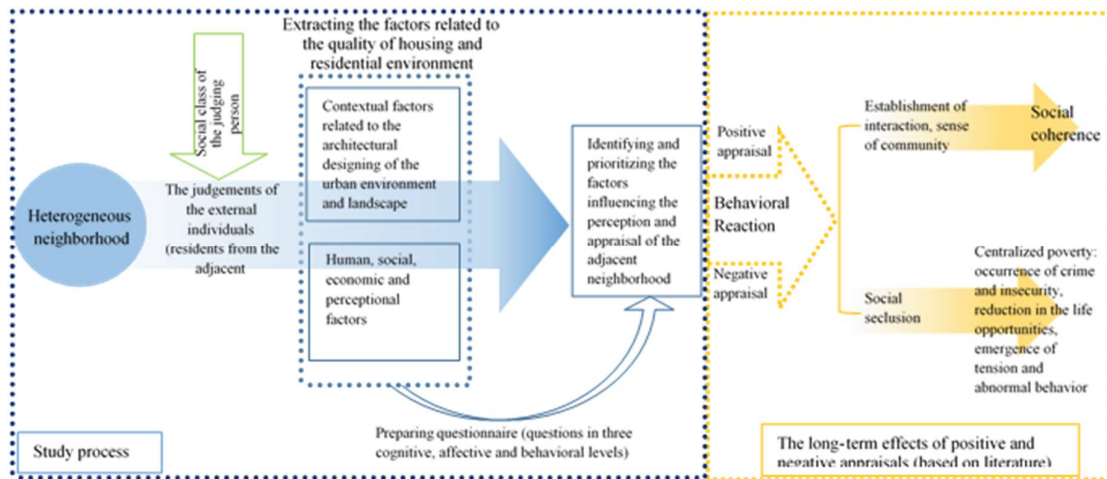 Extracting the factors related to
the quality of housing and
residential environment
Social class of
the judging
person
Heterogeneous
neighborhood
The judgements of
the external
individuals
(residents from the
adjacent
Contextual factors
related to the
architectural
designing of the
urban environment
and landscape
Human, social,
economic and
perceptional
factors
Identifying and
prioritizing the
factors
influencing the
perception and
appraisal of the
adjacent
neighborhood
Preparing questionnaire (questions in three
cognitive, affective and behavioral levels)
Study process
Positive
appraisal
Behavioral
Reaction
Negative
appraisal
Establishment of
interaction, sense
of community
Social
coherence
Social
seclusion
Centralized poverty:
occurrence of crime
and insecurity,
reduction in the life
opportunities,
emergence of
tension and
abnormal behavior
The long-term effects of positive and
negative appraisals (based on literature)